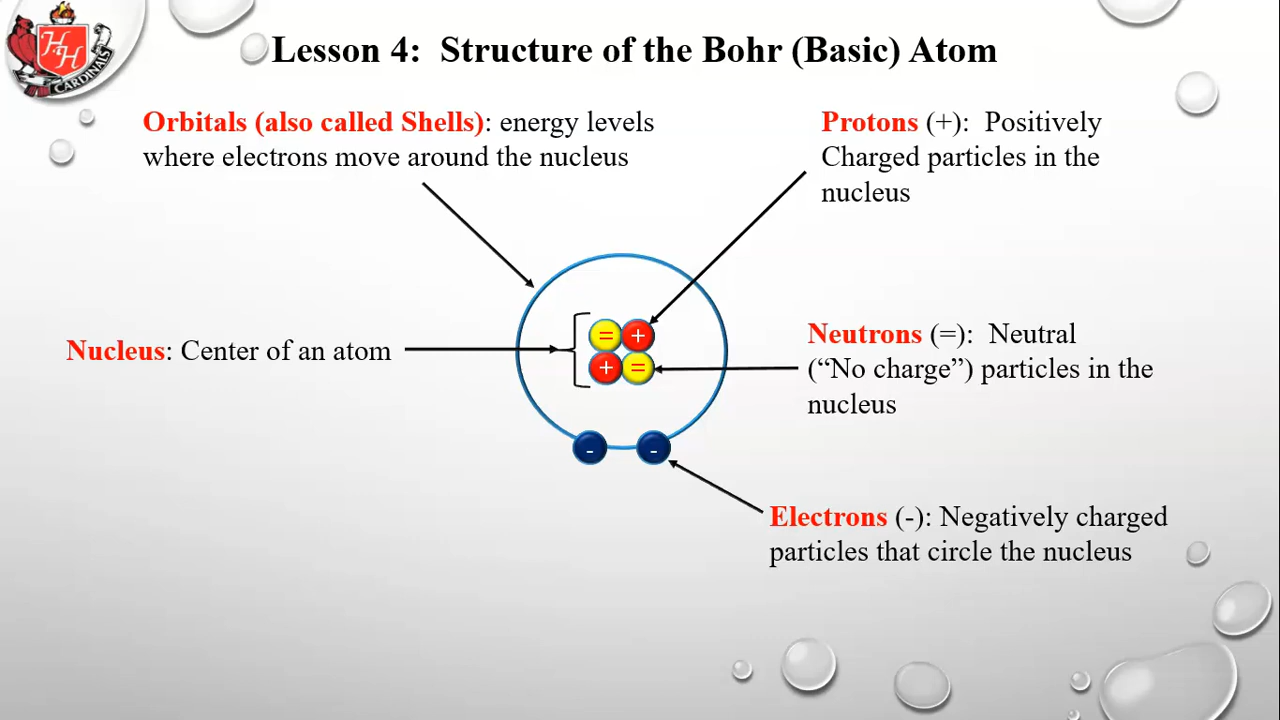 HH
CARDINALS
Lesson 4:  Structure of the Bohr (Basic) Atom
Orbitals (also called Shells): energy levels
where electrons move around the nucleus
Protons (+):  Positively
Charged particles in the
nucleus
Nucleus: Center of an atom
= +
+ =
Neutrons (=):  Neutral
(“No charge”) particles in the
nucleus
- -
Electrons (-): Negatively charged
particles that circle the nucleus